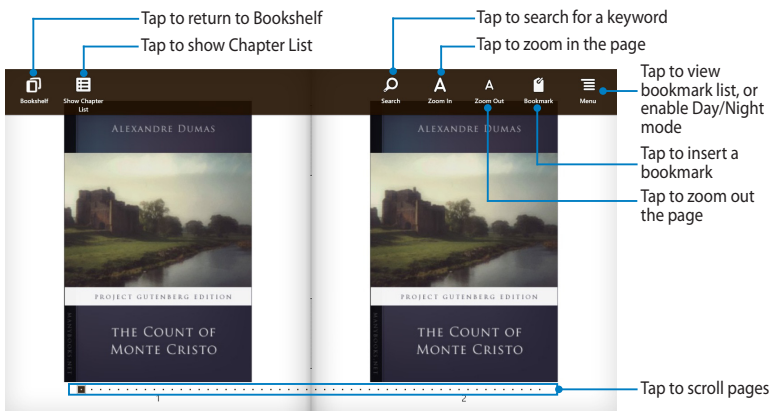 Tap to return to Bookshelf
Tap to show Chapter List
Tap to search for a keyword
Tap to zoom in the page
Tap to view
bookmark list, or
enable Day/Night
mode
Tap to insert a
bookmark
Tap to zoom out
the page
Bookshelf
Show Chapter
List
Search
Zoom In
Zoom Out
Bookmark
Menu
Alexandre Dumas
PROJECT GUTENBERG EDITION
THE COUNT OF
MONTE CRISTO
Alexandre Dumas
PROJECT GUTENBERG EDITION
THE COUNT OF
MONTE CRISTO
Tap to scroll pages
1
2